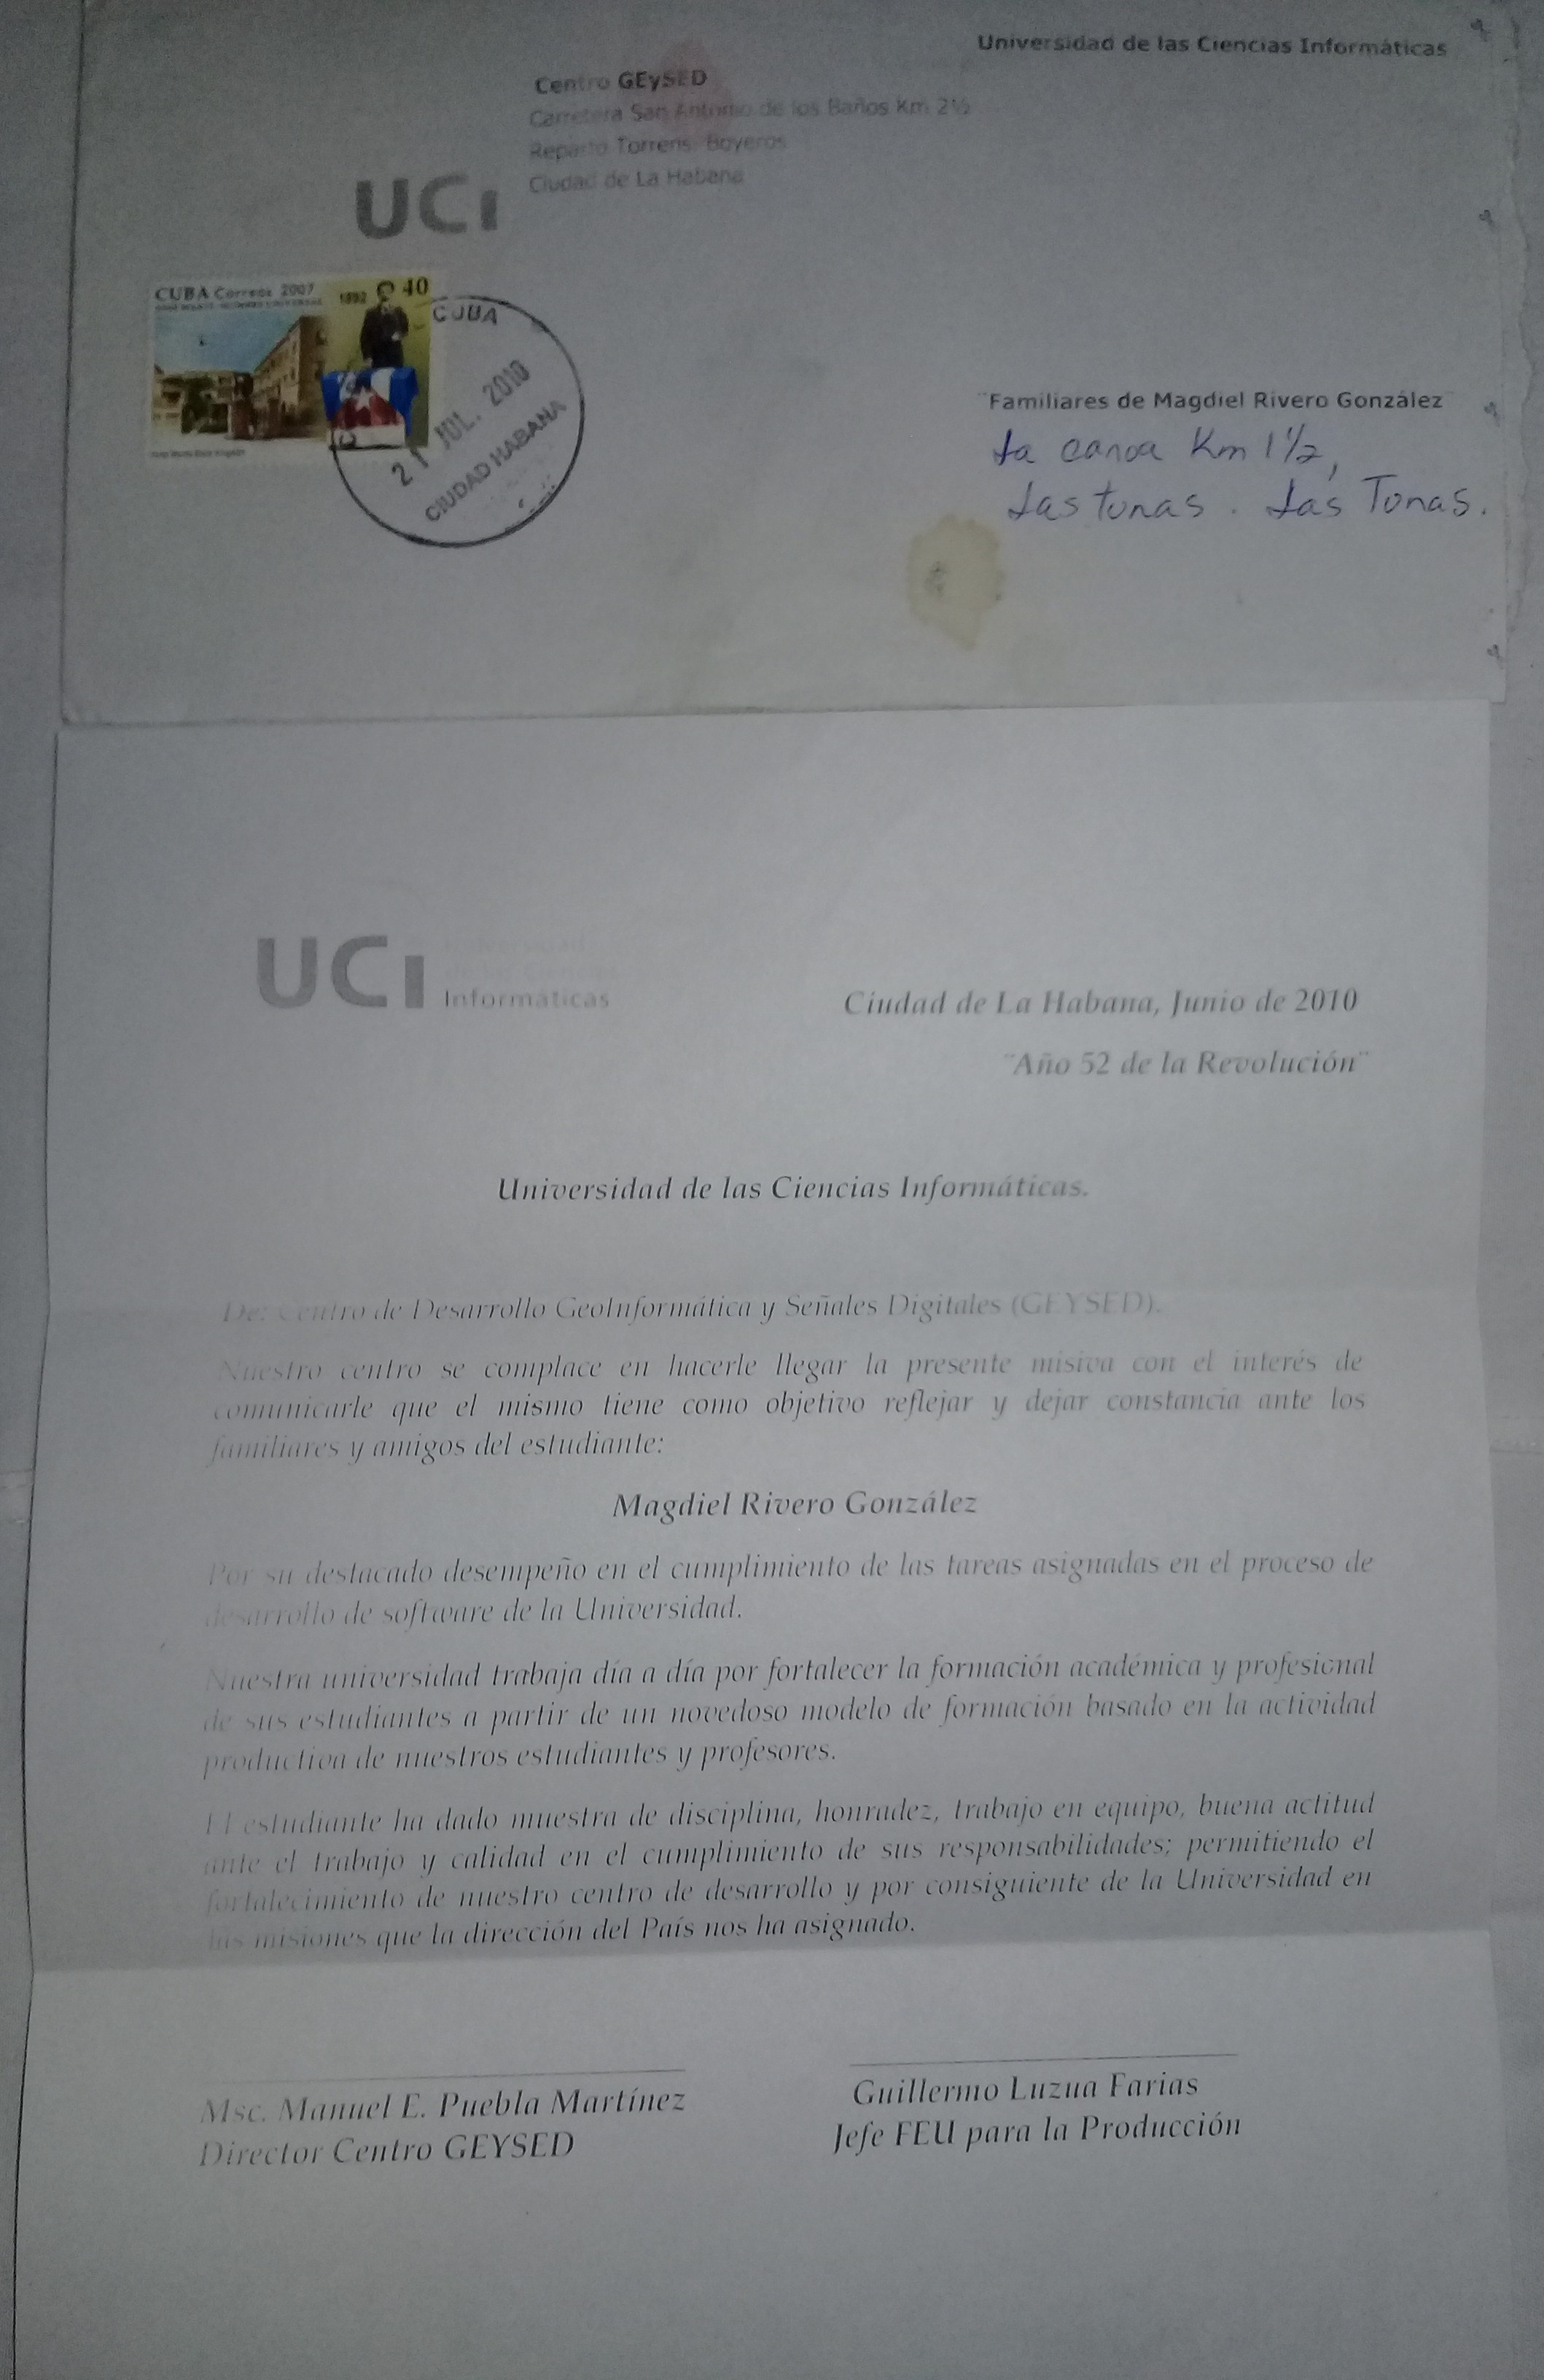 Universidad de las Ciencias Informáticas
Centro GEySED
Carretera San Antonio de los Baños Km 2½
Reparto Torrens Boyeros
Ciudad de La Habana
UCi
CUBA Correos 2007
1892
40
CUBA
21 JUL. 2010
CIUDAD HABANA
¨Familiares de Magdiel Rivero González¨
La canoa Km 1 1/2,
Las tunas. Las Tunas.
UCi
Informáticas
Ciudad de La Habana, Junio de 2010
¨Año 52 de la Revolución¨
Universidad de las Ciencias Informáticas.
De: Centro de Desarrollo GeoInformática y Señales Digitales (GEYSED).
Nuestro centro se complace en hacerle llegar la presente misiva con el interés de
comunicarle que el mismo tiene como objetivo reflejar y dejar constancia ante los
familiares y amigos del estudiante:
Magdiel Rivero González
Por su destacado desempeño en el cumplimiento de las tareas asignadas en el proceso de
desarrollo de software de la Universidad.
Nuestra universidad trabaja día a día por fortalecer la formación académica y profesional
de sus estudiantes a partir de un novedoso modelo de formación basado en la actividad
productiva de nuestros estudiantes y profesores.
El estudiante ha dado muestra de disciplina, honradez, trabajo en equipo, buena actitud
ante el trabajo y calidad en el cumplimiento de sus responsabilidades; permitiendo el
fortalecimiento de nuestro centro de desarrollo y por consiguiente de la Universidad en
las misiones que la dirección del País nos ha asignado.
Msc. Manuel E. Puebla Martínez
Director Centro GEYSED
Guillermo Luzua Farias
Jefe FEU para la Producción